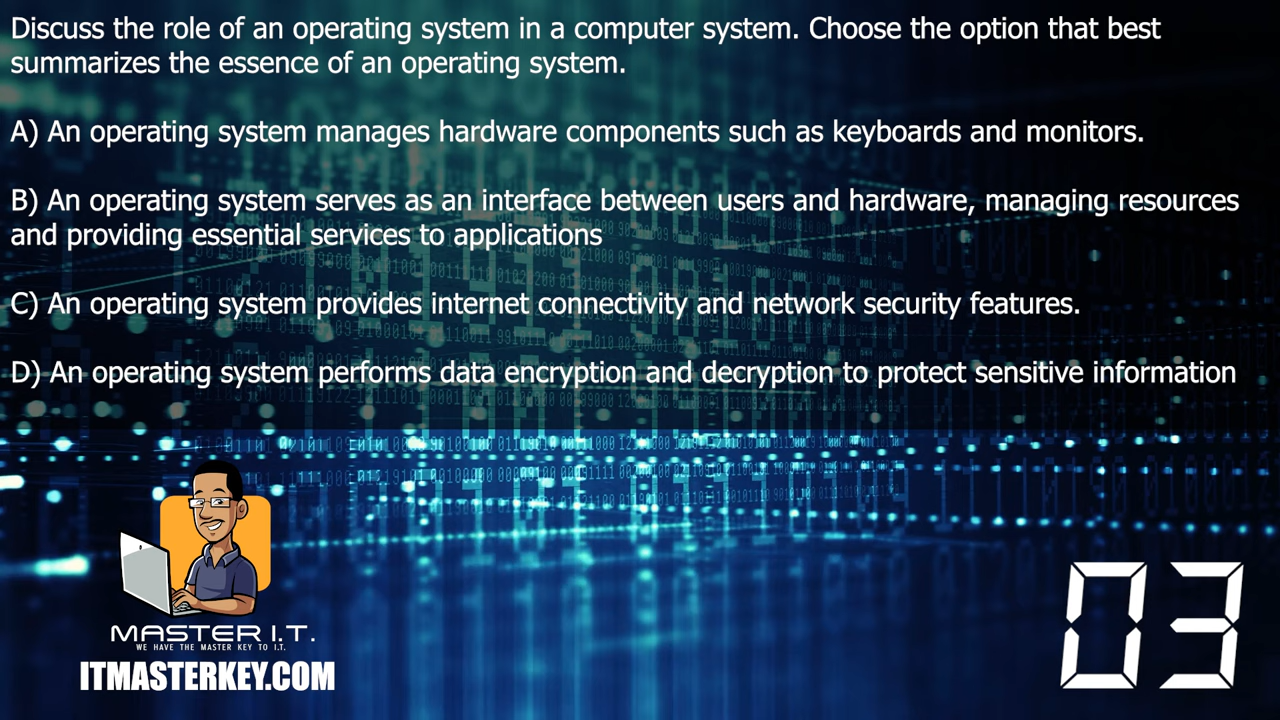 Discuss the role of an operating system in a computer system. Choose the option that best
summarizes the essence of an operating system.
A) An operating system manages hardware components such as keyboards and monitors.
B) An operating system serves as an interface between users and hardware, managing resources
and providing essential services to applications
C) An operating system provides internet connectivity and network security features.
D) An operating system performs data encryption and decryption to protect sensitive information
MASTER I.T.
WE HAVE THE MASTER KEY TO I.T.
ITMASTERKEY.COM
03